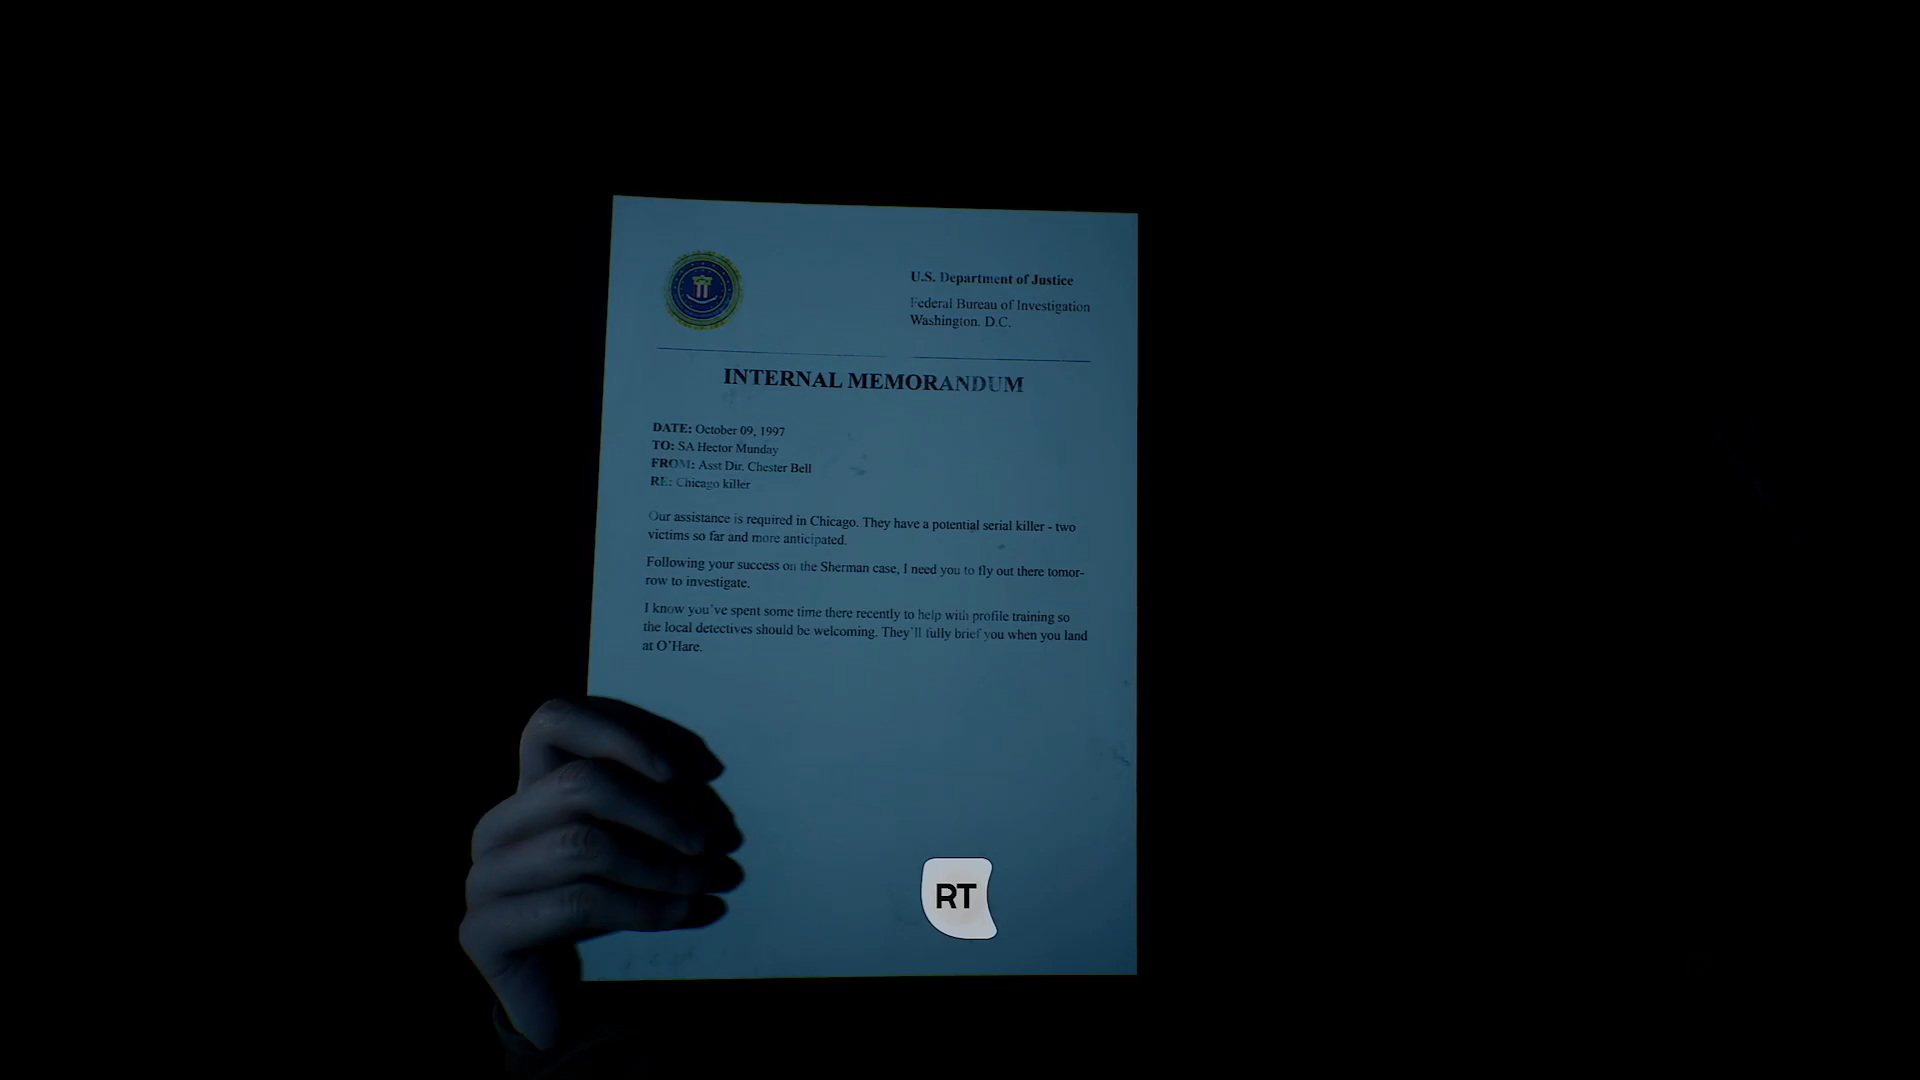 U.S. Department of Justice
Federal Bureau of Investigation
Washington. D.C.
INTERNAL MEMORANDUM
DATE: October 09, 1997
TO: SA Hector Munday
FROM: Asst Dir. Chester Bell
RE: Chicago killer
Our assistance is required in Chicago. They have a potential serial killer - two
victims so far and more anticipated.
Following your success on the Sherman case, I need you to fly out there tomor-
row to investigate.
I know you've spent some time there recently to help with profile training so
the local detectives should be welcoming. They'll fully brief you when you land
at O'Hare.
RT